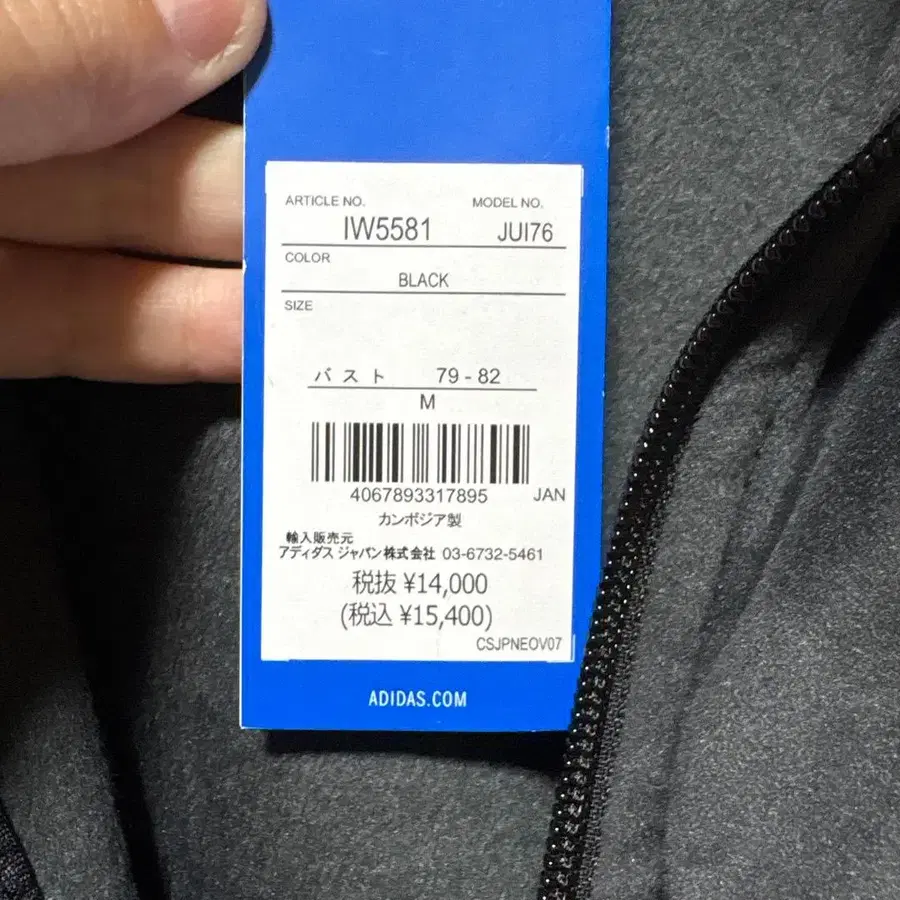 ARTICLE NO. MODEL NO.
IW5581 JUI76
COLOR
BLACK
SIZE
バスト 79-82
M
4067893317895 JAN
カンボジア製
輸入販売元
アディダス ジャパン株式会社 03-6732-5461
税抜 ¥14,000
(税込 ¥15,400)
CSJPNEOV07
ADIDAS.COM